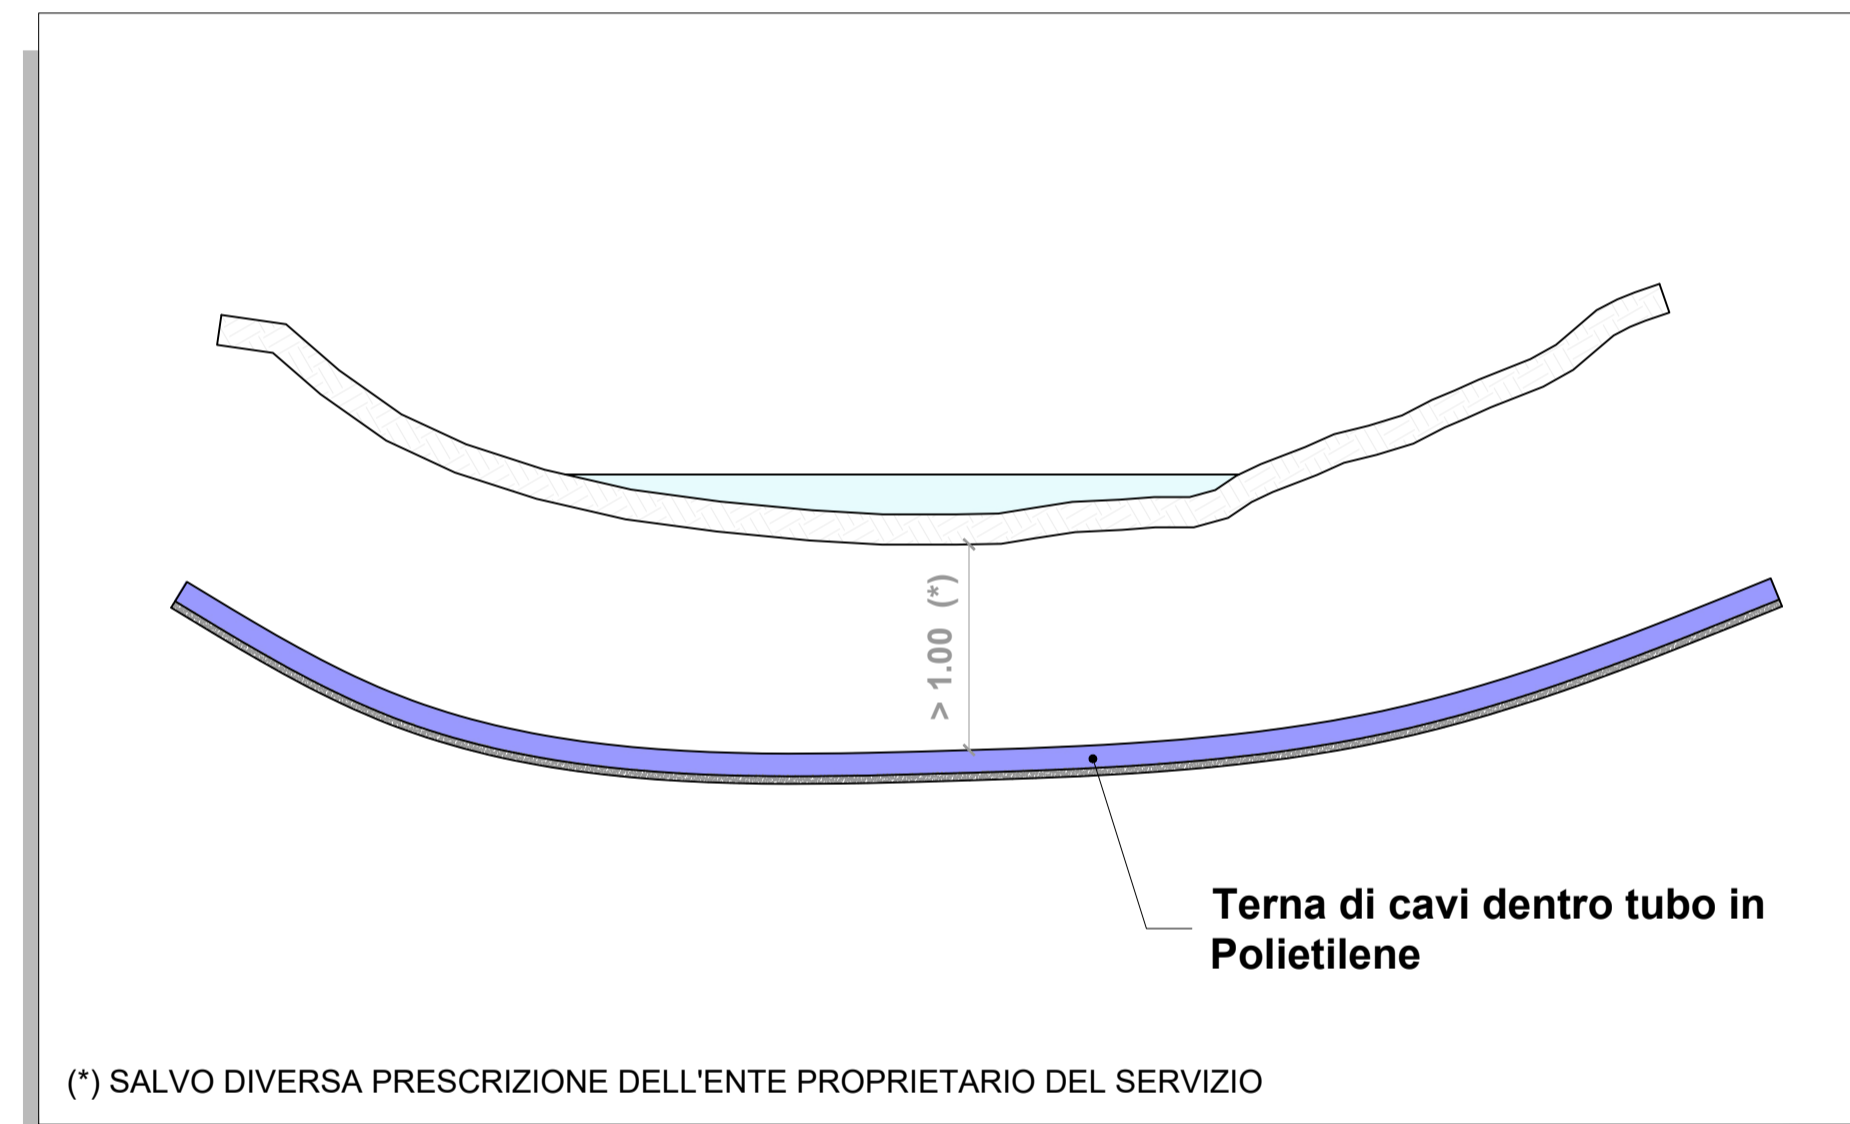 > 1.00 (*)
Terna di cavi dentro tubo in
Polietilene
(*) SALVO DIVERSA PRESCRIZIONE DELL'ENTE PROPRIETARIO DEL SERVIZIO